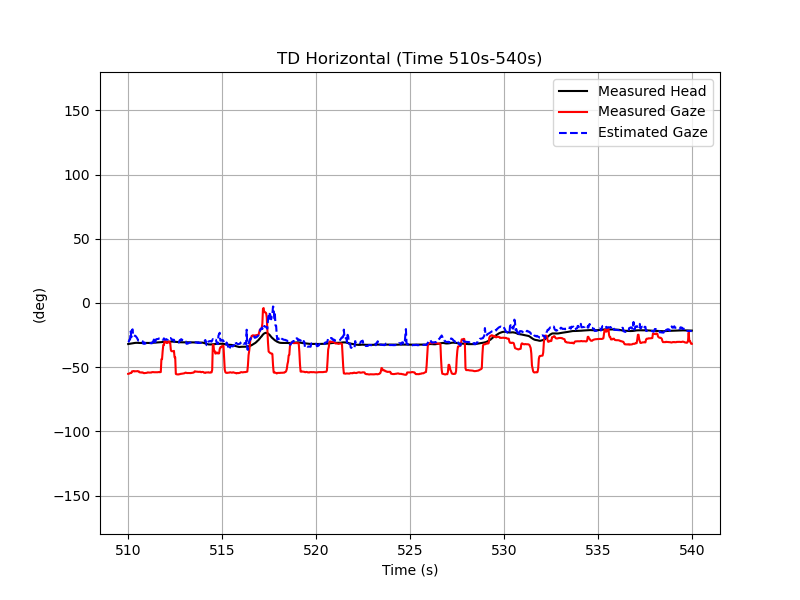 TD Horizontal (Time 510s-540s)
Measured Head
Measured Gaze
Estimated Gaze
150
100
50
0
−50
−100
−150
(deg)
510 515 520 525 530 535 540
Time (s)